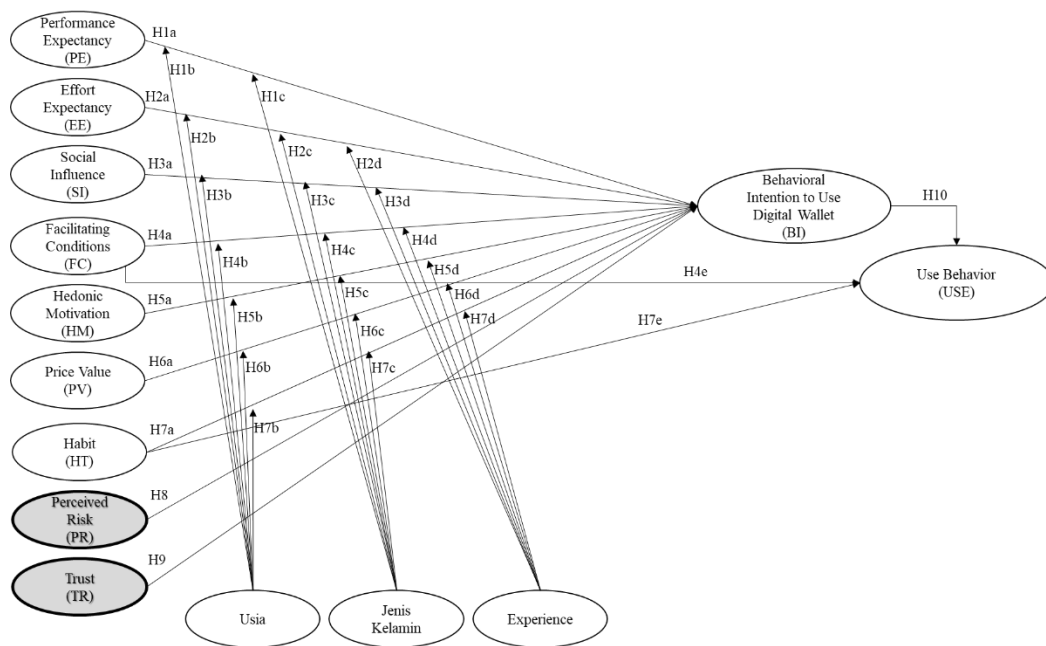 Performance
Expectancy
(PE)
H1a
H1b
H1c
Effort
Expectancy
(EE)
H2a
H2b
H2c
H2d
Social
Influence
(SI)
H3a
H3b
H3c
H3d
Facilitating
Conditions
(FC)
H4a
H4b
H4c
H4d
H4e
Hedonic
Motivation
(HM)
H5a
H5b
H5c
H5d
Price Value
(PV)
H6a
H6b
H6c
H6d
Habit
(HT)
H7a
H7b
H7c
H7d
H7e
Perceived
Risk
(PR)
H8
Trust
(TR)
H9
Behavioral
Intention to Use
Digital Wallet
(BI)
H10
Use Behavior
(USE)
Usia
Jenis
Kelamin
Experience